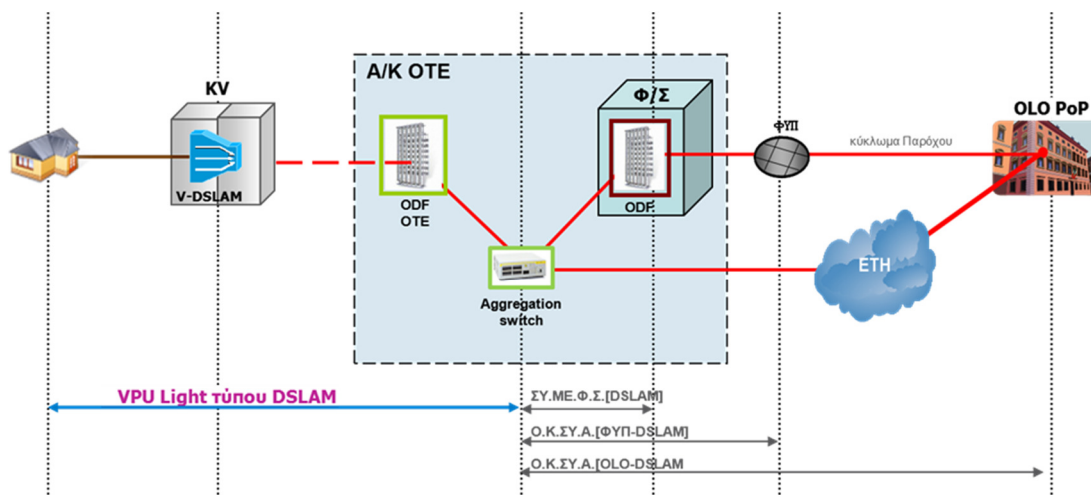 Α/Κ ΟΤΕ
KV
Φ/Σ
ΦΥΠ
OLO PoP
κύκλωμα Παρόχου
V-DSLAM
ODF
OTE
ODF
ETH
Aggregation
switch
VPU Light τύπου DSLAM
ΣΥ.ΜΕ.Φ.Σ.[DSLAM]
Ο.Κ.ΣΥ.Α.[ΦΥΠ-DSLAM]
Ο.Κ.ΣΥ.Α.[OLO-DSLAM